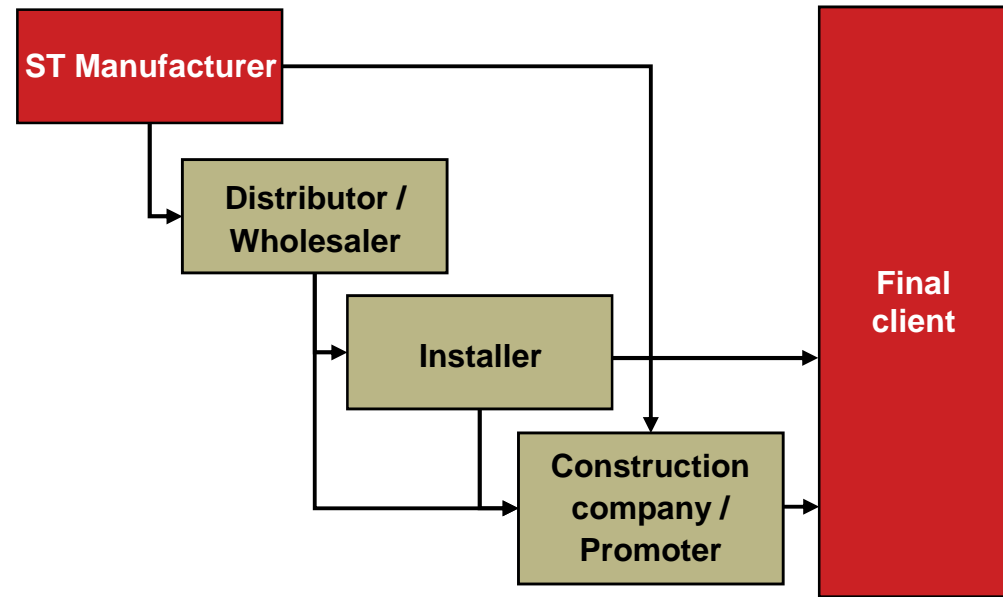 ST Manufacturer
Distributor /
Wholesaler
Installer
Construction
company /
Promoter
Final
client